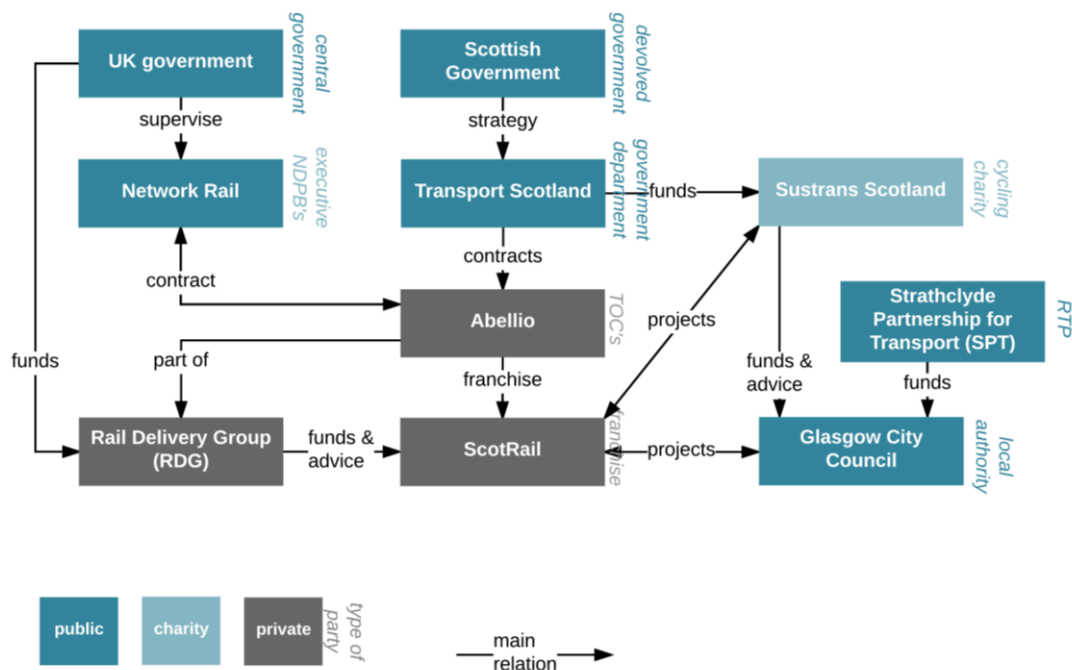 UK government
central
government
Scottish
Government
devolved
government
supervise
strategy
Network Rail
executive
NDPB's
Transport Scotland
government
department
funds
Sustrans Scotland
cycling
charity
contract
contracts
Abellio
TOC's
projects
Strathclyde
Partnership for
Transport (SPT)
RTP
funds
part of
franchise
funds &
advice
funds
Rail Delivery Group
(RDG)
funds &
advice
ScotRail
franchise
projects
Glasgow City
Council
local
authority
public
charity
private
type of
party
main
relation